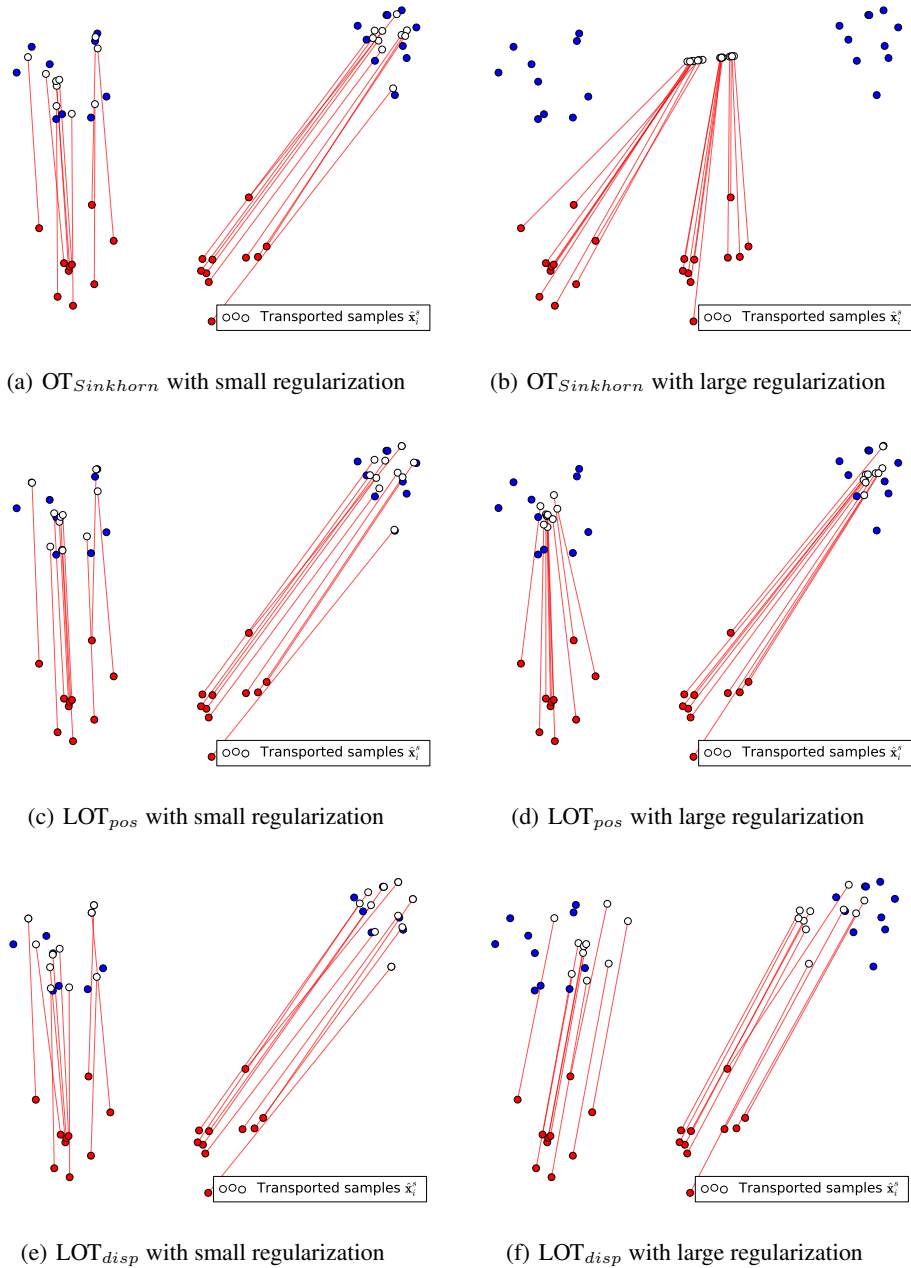 Transported samples x̂ᵢˢ
Transported samples x̂ᵢˢ
(a) OT_Sinkhorn with small regularization
(b) OT_Sinkhorn with large regularization
Transported samples x̂ᵢˢ
Transported samples x̂ᵢˢ
(c) LOT_pos with small regularization
(d) LOT_pos with large regularization
Transported samples x̂ᵢˢ
Transported samples x̂ᵢˢ
(e) LOT_disp with small regularization
(f) LOT_disp with large regularization